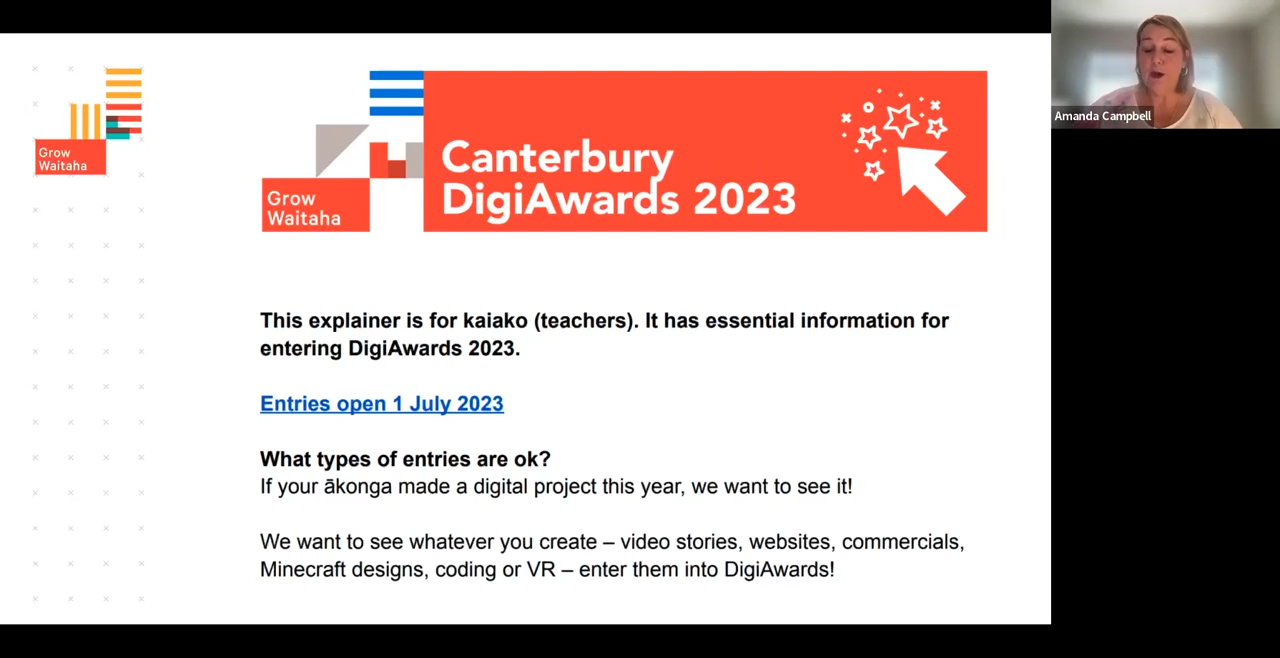 Grow
Waitaha
Grow
Waitaha
Canterbury
DigiAwards 2023
Amanda Campbell
This explainer is for kaiako (teachers). It has essential information for
entering DigiAwards 2023.
Entries open 1 July 2023
What types of entries are ok?
If your ākonga made a digital project this year, we want to see it!
We want to see whatever you create – video stories, websites, commercials,
Minecraft designs, coding or VR – enter them into DigiAwards!